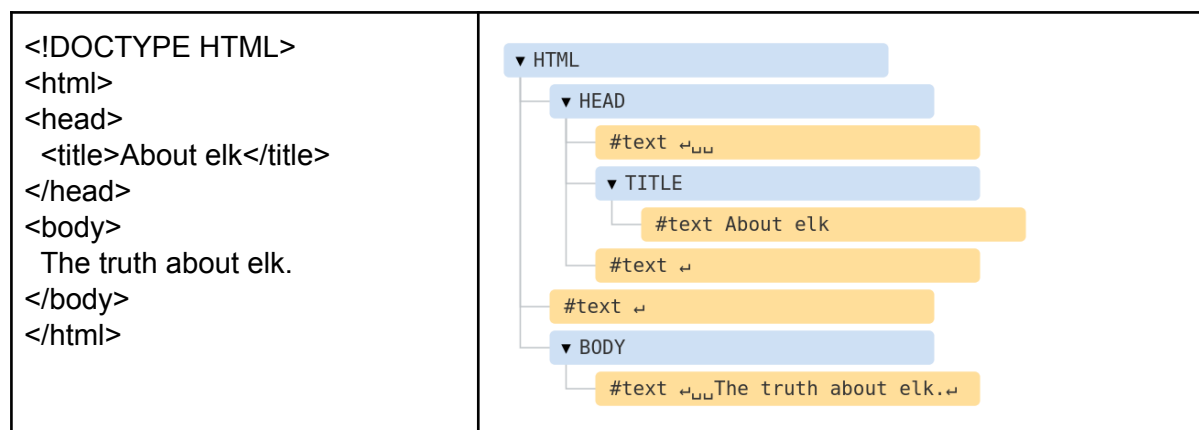 <!DOCTYPE HTML>
<html>
<head>
  <title>About elk</title>
</head>
<body>
  The truth about elk.
</body>
</html>
▼ HTML
▼ HEAD
#text ↵␣␣
▼ TITLE
#text About elk
#text ↵
#text ↵
▼ BODY
#text ↵␣␣The truth about elk.↵